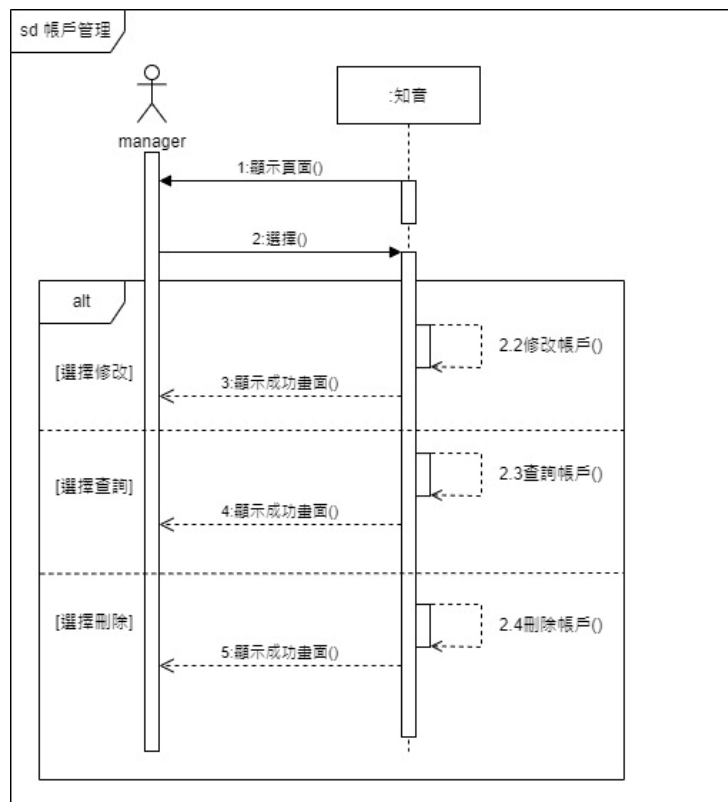 sd 帳戶管理
:知音
manager
1:顯示頁面()
2:選擇()
alt
2.2修改帳戶()
[選擇修改]
3:顯示成功畫面()
2.3查詢帳戶()
[選擇查詢]
4:顯示成功畫面()
[選擇刪除]
2.4刪除帳戶()
5:顯示成功畫面()